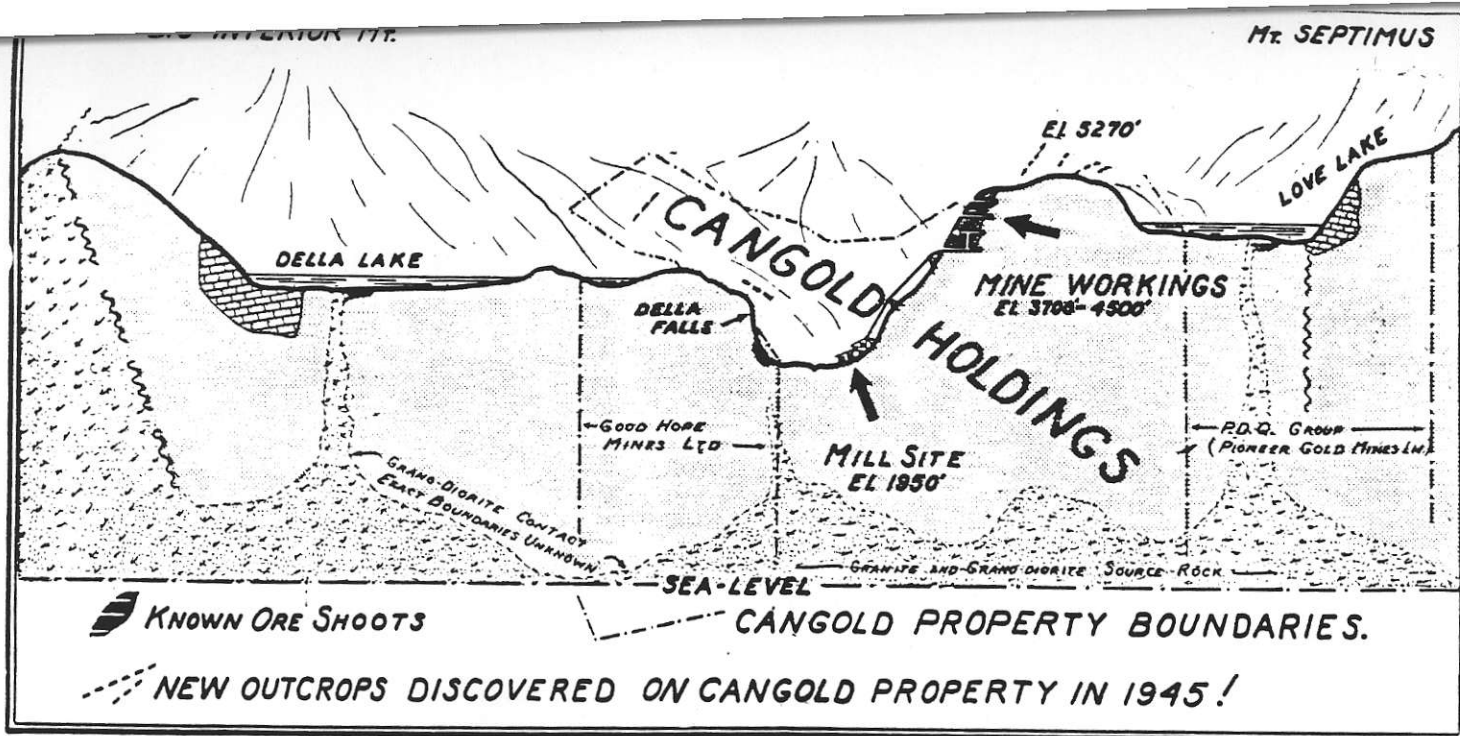 INTERIOR MT.
MT. SEPTIMUS
EL 5270'
LOVE LAKE
DELLA LAKE
CANGOLD HOLDINGS
MINE WORKINGS
EL 3700'-4500'
DELLA
FALLS
GOOD HOPE
MINES LTD
P.D.Q. GROUP
(PIONEER GOLD MINES LTD.)
MILL SITE
EL 1950'
GRANO-DIORITE CONTACT
EXACT BOUNDARIES UNKNOWN
GRANITE AND GRANO-DIORITE SOURCE ROCK
SEA-LEVEL
KNOWN ORE SHOOTS
CANGOLD PROPERTY BOUNDARIES.
NEW OUTCROPS DISCOVERED ON CANGOLD PROPERTY IN 1945!